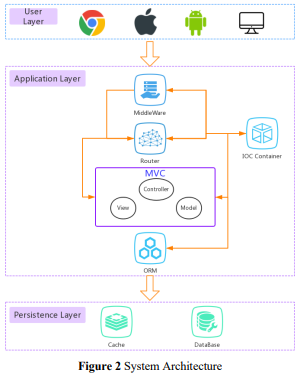 User
Layer
Application Layer
MiddleWare
Router
IOC Container
MVC
Controller
View
Model
ORM
Persistence Layer
Cache
DataBase
Figure 2 System Architecture